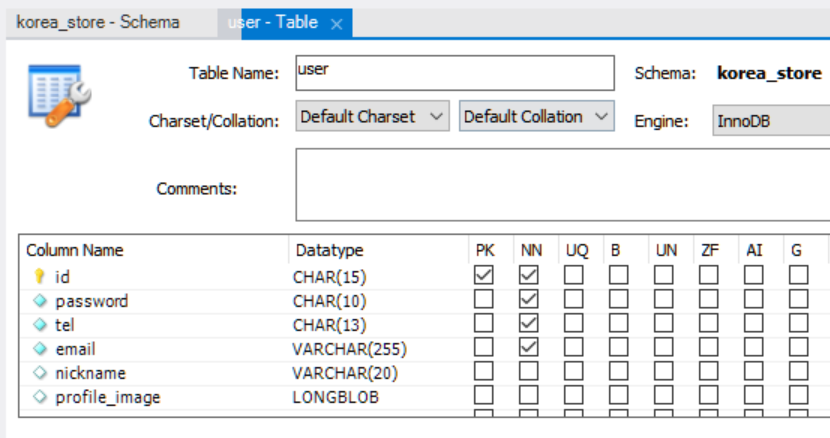 korea_store - Schema user - Table ×
Table Name: user Schema: korea_store
Charset/Collation: Default Charset Default Collation Engine: InnoDB
Comments:
Column Name Datatype PK NN UQ B UN ZF AI G
id CHAR(15)
password CHAR(10)
tel CHAR(13)
email VARCHAR(255)
nickname VARCHAR(20)
profile_image LONGBLOB